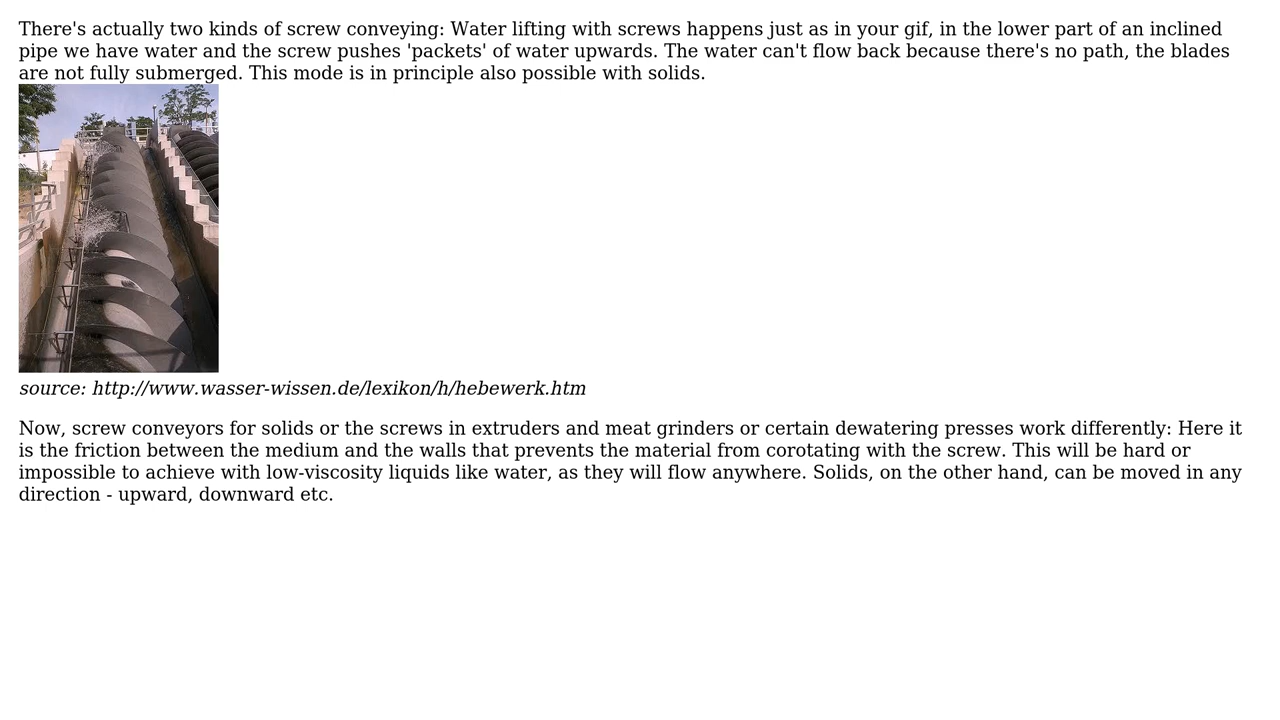 There's actually two kinds of screw conveying: Water lifting with screws happens just as in your gif, in the lower part of an inclined
pipe we have water and the screw pushes 'packets' of water upwards. The water can't flow back because there's no path, the blades
are not fully submerged. This mode is in principle also possible with solids.
source: http://www.wasser-wissen.de/lexikon/h/hebewerk.htm
Now, screw conveyors for solids or the screws in extruders and meat grinders or certain dewatering presses work differently: Here it
is the friction between the medium and the walls that prevents the material from corotating with the screw. This will be hard or
impossible to achieve with low-viscosity liquids like water, as they will flow anywhere. Solids, on the other hand, can be moved in any
direction - upward, downward etc.